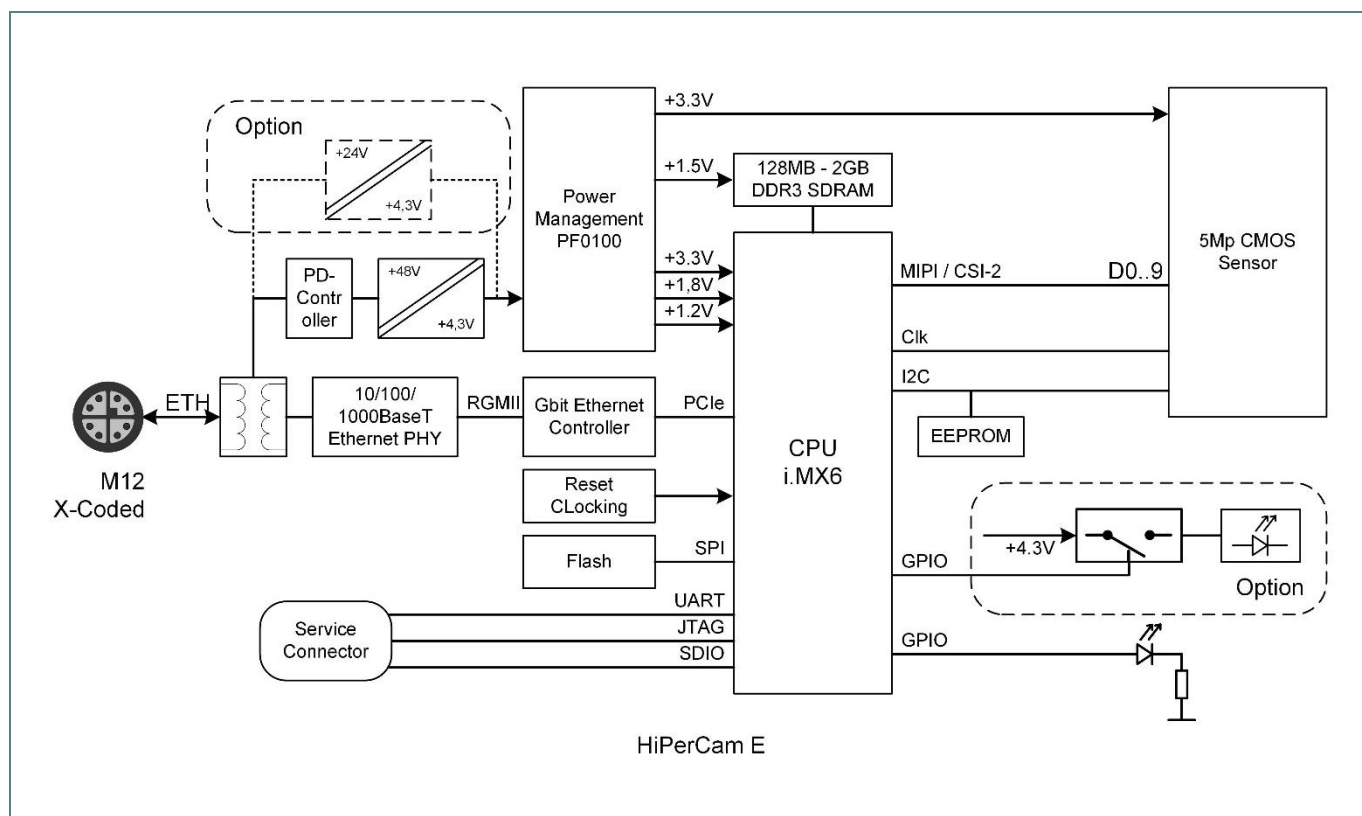 Option
+24V
+4,3V
PD-
Contr
oller
+48V
+4,3V
Power
Management
PF0100
+3.3V
+1.5V
+3.3V
+1,8V
+1.2V
128MB - 2GB
DDR3 SDRAM
5Mp CMOS
Sensor
MIPI / CSI-2
D0..9
Clk
I2C
EEPROM
M12
X-Coded
ETH
10/100/
1000BaseT
Ethernet PHY
RGMII
Gbit Ethernet
Controller
PCIe
CPU
i.MX6
Reset
CLocking
Flash
SPI
Service
Connector
UART
JTAG
SDIO
GPIO
+4.3V
Option
GPIO
HiPerCam E